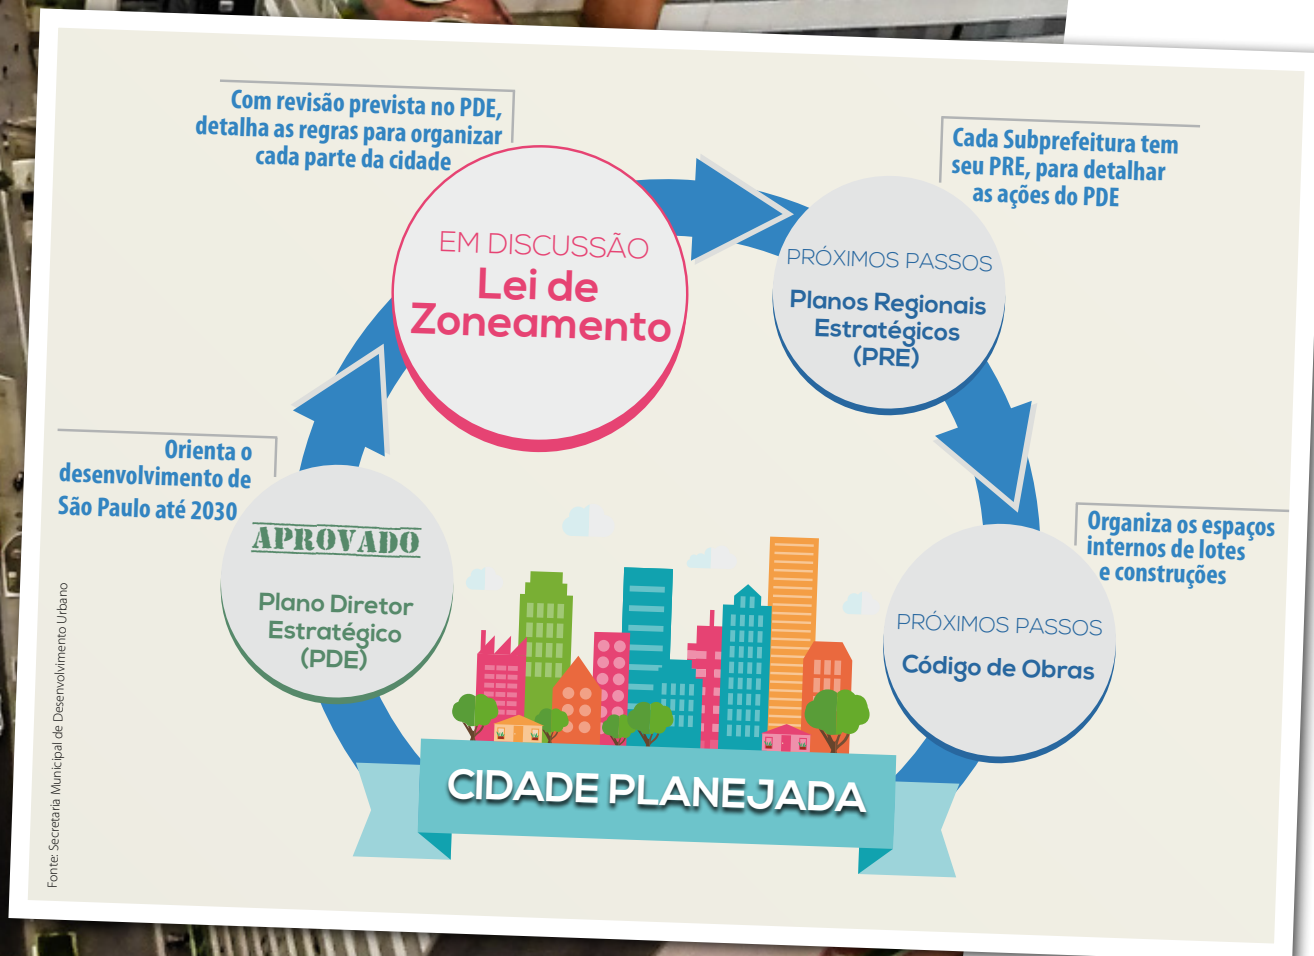 Com revisão prevista no PDE,
detalha as regras para organizar
cada parte da cidade
EM DISCUSSÃO
Lei de
Zoneamento
Cada Subprefeitura tem
seu PRE, para detalhar
as ações do PDE
PRÓXIMOS PASSOS
Planos Regionais
Estratégicos
(PRE)
Orienta o
desenvolvimento de
São Paulo até 2030
APROVADO
Plano Diretor
Estratégico
(PDE)
Organiza os espaços
internos de lotes
e construções
PRÓXIMOS PASSOS
Código de Obras
CIDADE PLANEJADA
Fonte: Secretaria Municipal de Desenvolvimento Urbano